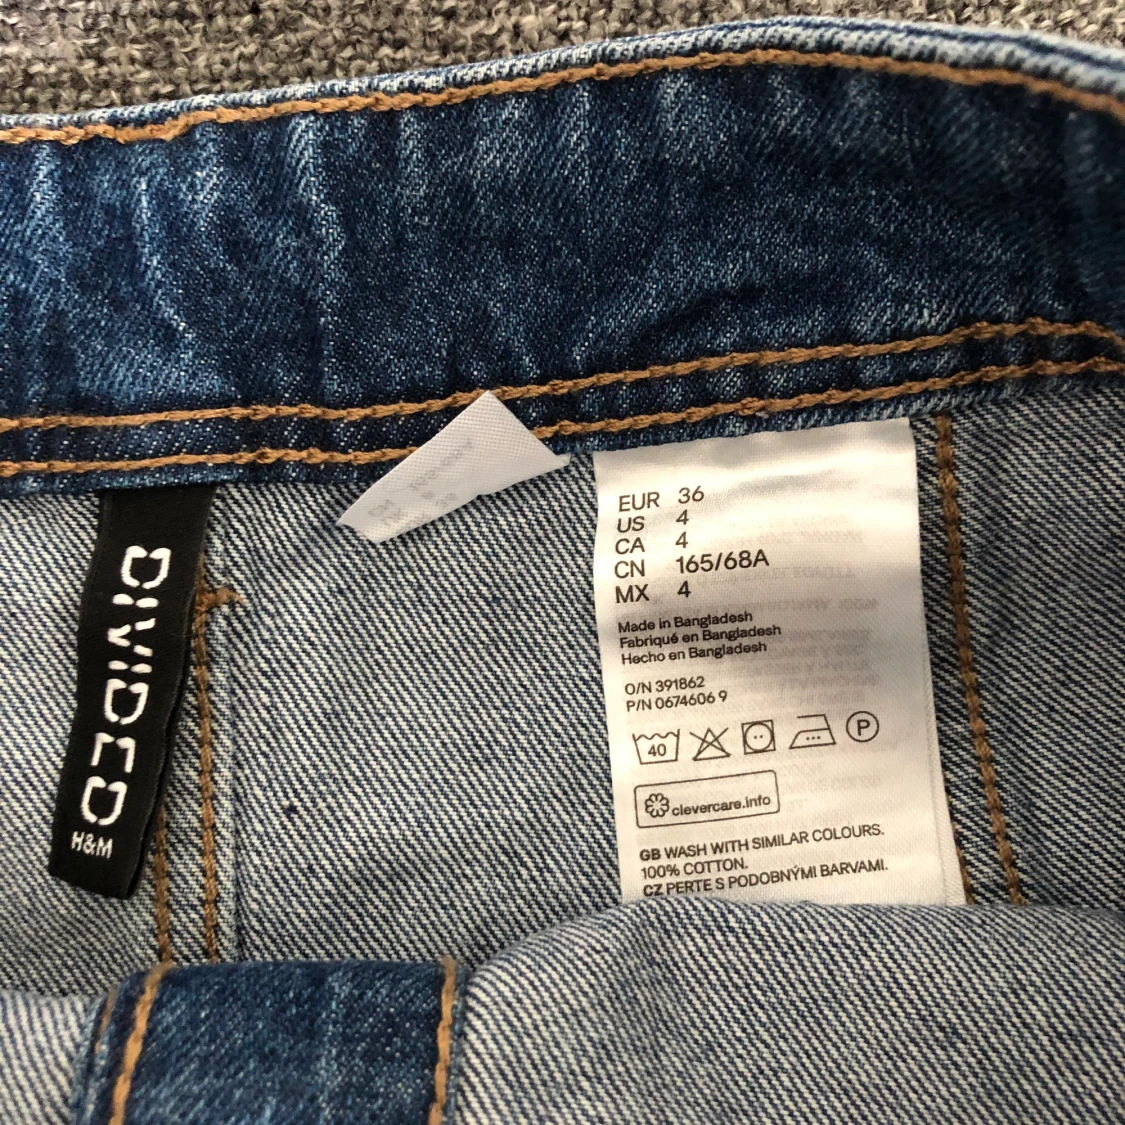 DIVIDED
H&M
EUR 36
US 4
CA 4
CN 165/68A
MX 4
Made in Bangladesh
Fabriqué en Bangladesh
Hecho en Bangladesh
O/N 391862
P/N 0674606 9
40
P
clevercare.info
GB WASH WITH SIMILAR COLOURS.
100% COTTON.
CZ PERTE S PODOBNÝMI BARVAMI.